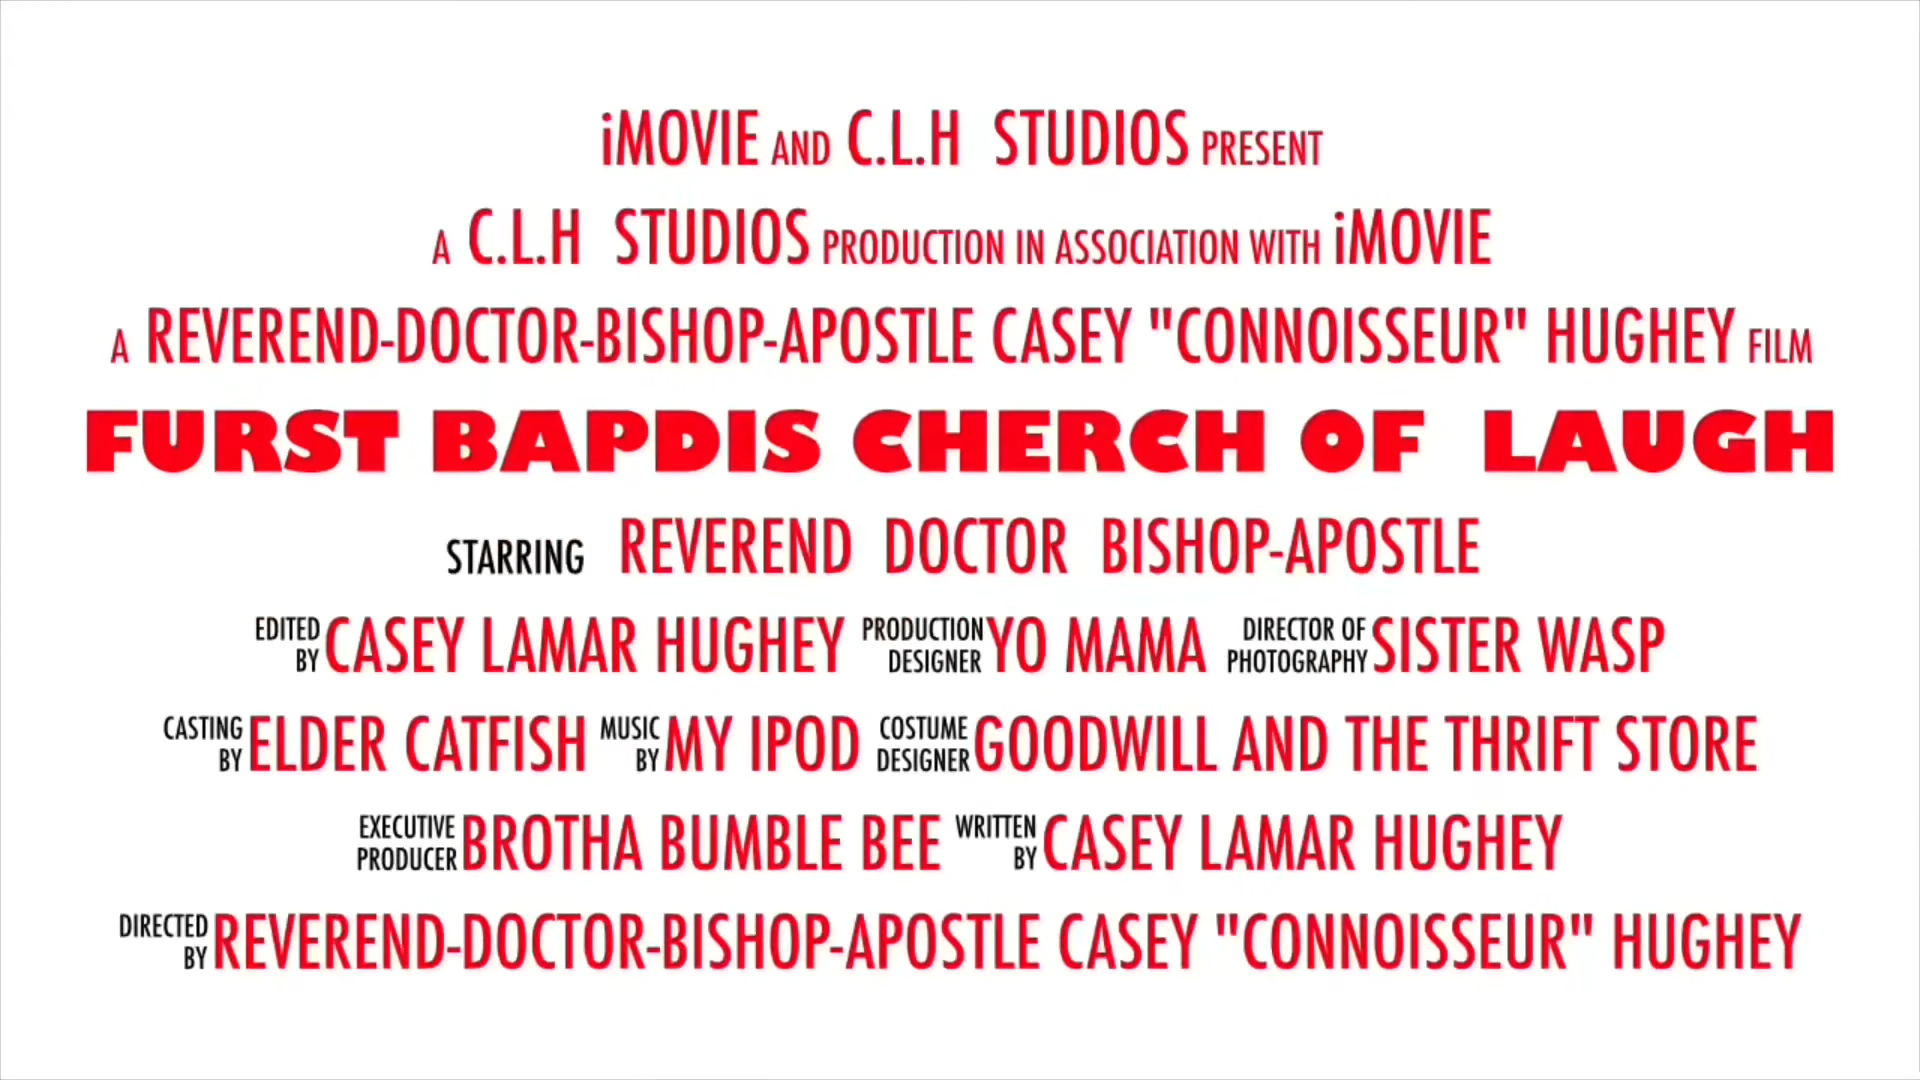 iMOVIE AND C.L.H STUDIOS PRESENT
A C.L.H STUDIOS PRODUCTION IN ASSOCIATION WITH iMOVIE
A REVEREND-DOCTOR-BISHOP-APOSTLE CASEY "CONNOISSEUR" HUGHEY FILM
FURST BAPDIS CHERCH OF LAUGH
STARRING REVEREND DOCTOR BISHOP-APOSTLE
EDITED BY CASEY LAMAR HUGHEY PRODUCTION DESIGNER YO MAMA DIRECTOR OF PHOTOGRAPHY SISTER WASP
CASTING BY ELDER CATFISH MUSIC BY MY IPOD COSTUME DESIGNER GOODWILL AND THE THRIFT STORE
EXECUTIVE PRODUCER BROTHA BUMBLE BEE WRITTEN BY CASEY LAMAR HUGHEY
DIRECTED BY REVEREND-DOCTOR-BISHOP-APOSTLE CASEY "CONNOISSEUR" HUGHEY